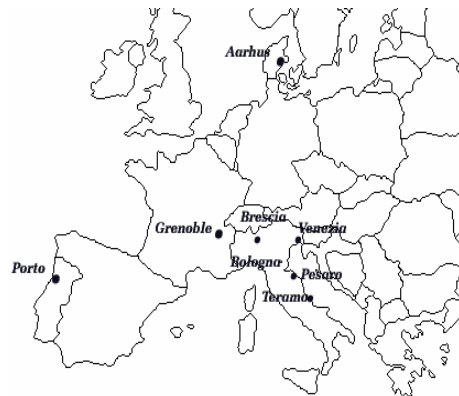 Aarhus
Brescia
Grenoble
Venezia
Bologna
Porto
Pesaro
Teramo